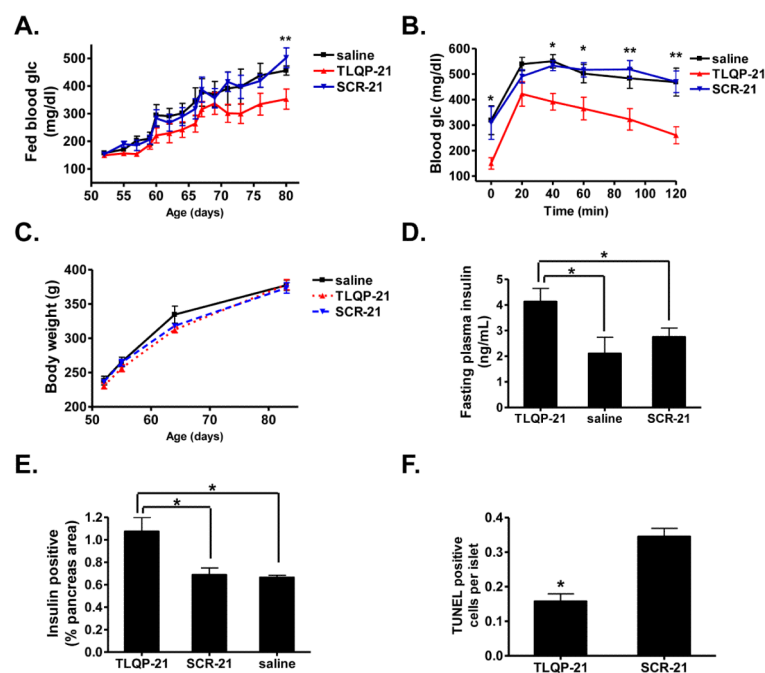 A.
**
saline
TLQP-21
SCR-21
Fed blood glc
(mg/dl)
500
400
300
200
100
50 55 60 65 70 75 80
Age (days)
B.
* * * ** **
saline
TLQP-21
SCR-21
Blood glc (mg/dl)
600
500
400
300
200
100
0 20 40 60 80 100 120
Time (min)
C.
saline
TLQP-21
SCR-21
Body weight (g)
400
350
300
250
200
50 60 70 80
Age (days)
D.
*
*
Fasting plasma insulin
(ng/mL)
5
4
3
2
1
0
TLQP-21 saline SCR-21
E.
*
*
Insulin positive
(% pancreas area)
1.2
1.0
0.8
0.6
0.4
0.2
0.0
TLQP-21 SCR-21 saline
F.
*
TUNEL positive
cells per islet
0.4
0.3
0.2
0.1
0.0
TLQP-21 SCR-21